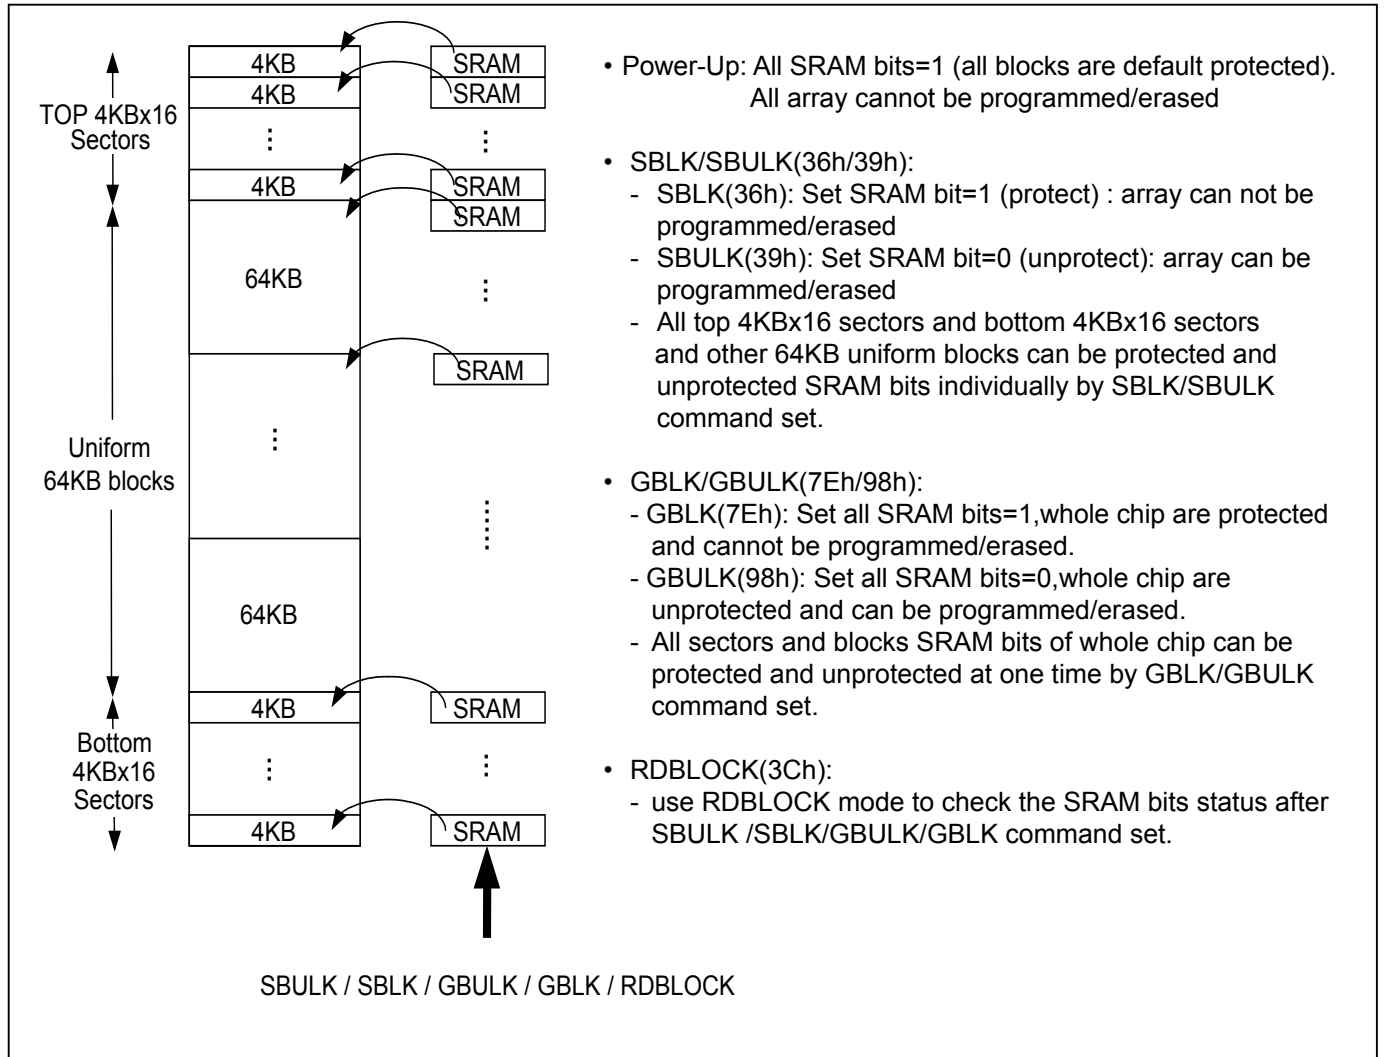 4KB
SRAM
4KB
SRAM
TOP 4KBx16
Sectors
4KB
SRAM
SRAM
64KB
SRAM
Uniform
64KB blocks
64KB
4KB
SRAM
Bottom
4KBx16
Sectors
4KB
SRAM
SBULK / SBLK / GBULK / GBLK / RDBLOCK
• Power-Up: All SRAM bits=1 (all blocks are default protected).
All array cannot be programmed/erased
• SBLK/SBULK(36h/39h):
- SBLK(36h): Set SRAM bit=1 (protect) : array can not be
programmed/erased
- SBULK(39h): Set SRAM bit=0 (unprotect): array can be
programmed/erased
- All top 4KBx16 sectors and bottom 4KBx16 sectors
and other 64KB uniform blocks can be protected and
unprotected SRAM bits individually by SBLK/SBULK
command set.
• GBLK/GBULK(7Eh/98h):
- GBLK(7Eh): Set all SRAM bits=1,whole chip are protected
and cannot be programmed/erased.
- GBULK(98h): Set all SRAM bits=0,whole chip are
unprotected and can be programmed/erased.
- All sectors and blocks SRAM bits of whole chip can be
protected and unprotected at one time by GBLK/GBULK
command set.
• RDBLOCK(3Ch):
- use RDBLOCK mode to check the SRAM bits status after
SBULK /SBLK/GBULK/GBLK command set.